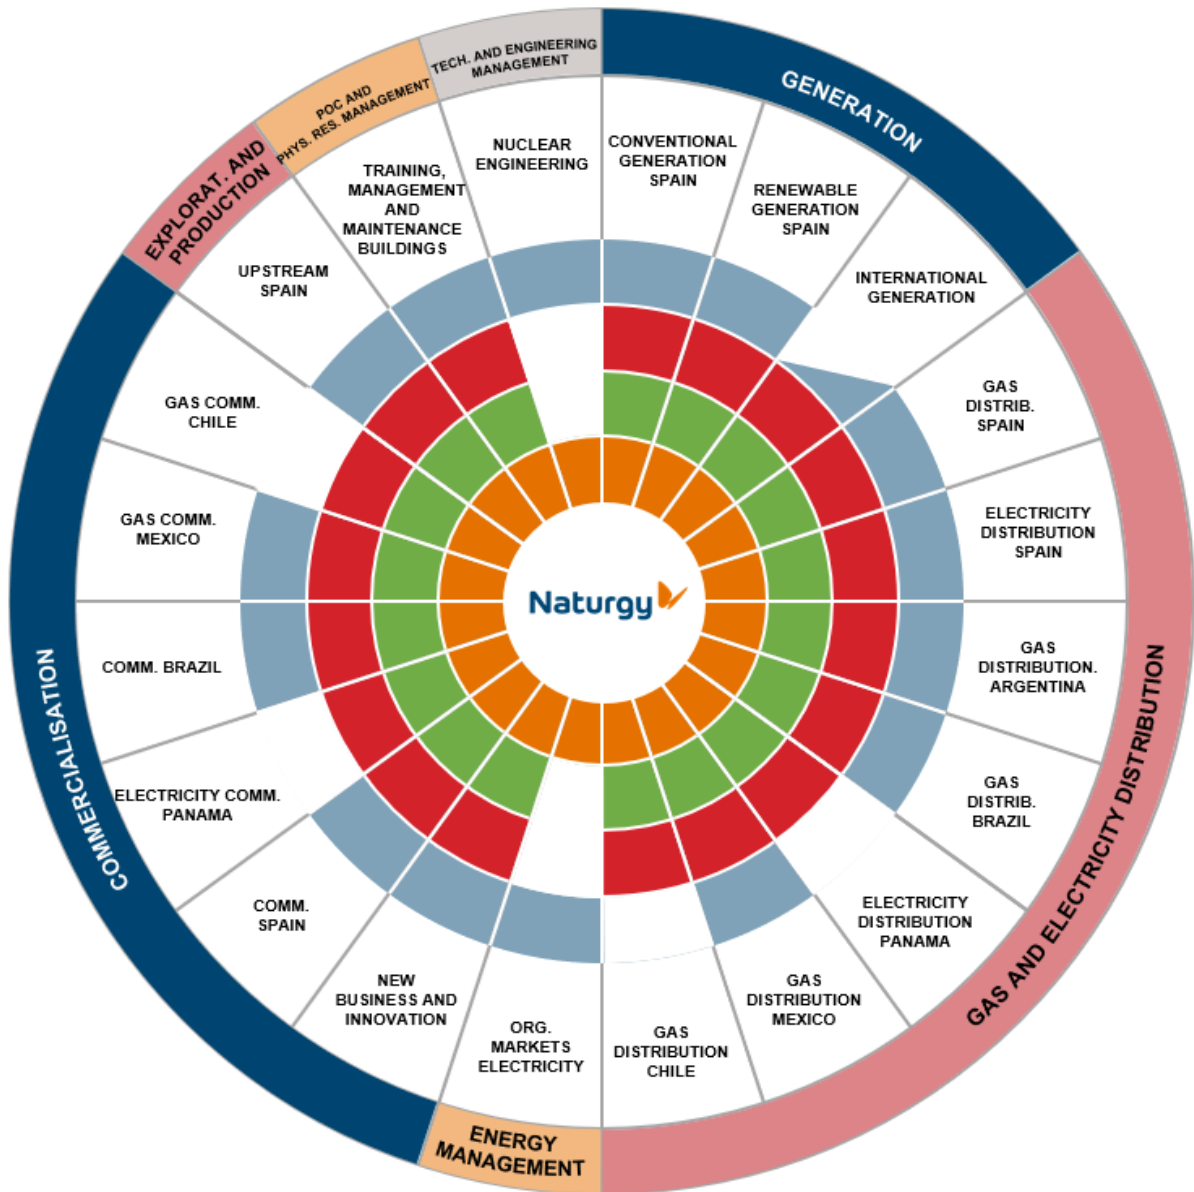 TECH. AND ENGINEERING
MANAGEMENT
GENERATION
POC AND
PHYS. RES. MANAGEMENT
EXPLORAT. AND
PRODUCTION
NUCLEAR
ENGINEERING
CONVENTIONAL
GENERATION
SPAIN
TRAINING,
MANAGEMENT
AND
MAINTENANCE
BUILDINGS
RENEWABLE
GENERATION
SPAIN
UPSTREAM
SPAIN
INTERNATIONAL
GENERATION
GAS COMM.
CHILE
GAS
DISTRIB.
SPAIN
GAS COMM.
MEXICO
ELECTRICITY
DISTRIBUTION
SPAIN
Naturgy
COMM. BRAZIL
GAS
DISTRIBUTION.
ARGENTINA
ELECTRICITY COMM.
PANAMA
GAS
DISTRIB.
BRAZIL
COMMERCIALISATION
GAS AND ELECTRICITY DISTRIBUTION
COMM.
SPAIN
ELECTRICITY
DISTRIBUTION
PANAMA
NEW
BUSINESS AND
INNOVATION
GAS
DISTRIBUTION
MEXICO
ORG.
MARKETS
ELECTRICITY
GAS
DISTRIBUTION
CHILE
ENERGY
MANAGEMENT